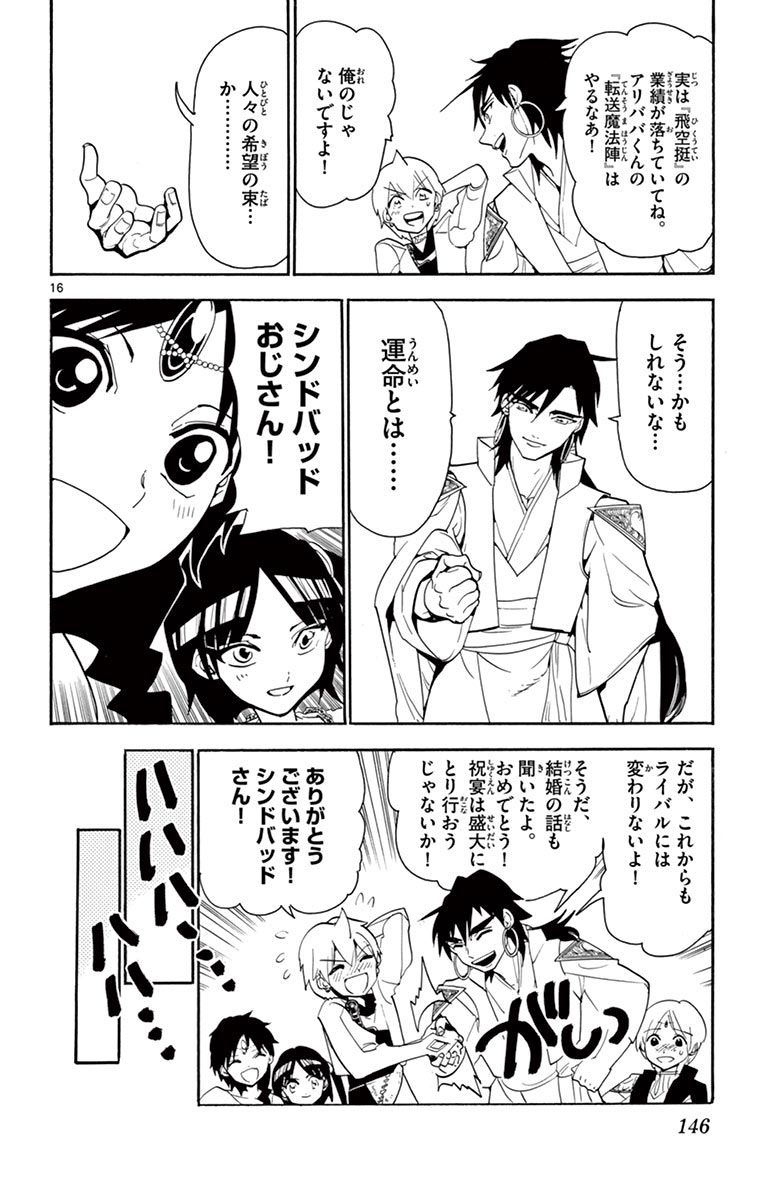 実は『飛空挺』の
業績が落ちていてね。
アリババくんの
『転送魔法陣』は
やるなあ!
俺のじゃ
ないですよ!
人々の希望の束…
か…………
16
そう…かも
しれないな…
運命とは……
シンドバッド
おじさん!
だが、これからも
ライバルには
変わりないよ!
そうだ、
結婚の話も
聞いたよ。
おめでとう!
祝宴は盛大に
とり行おう
じゃないか!
ありがとう
ございます!
シンドバッド
さん!
がしっ
ハハハ…
ハハ…
146